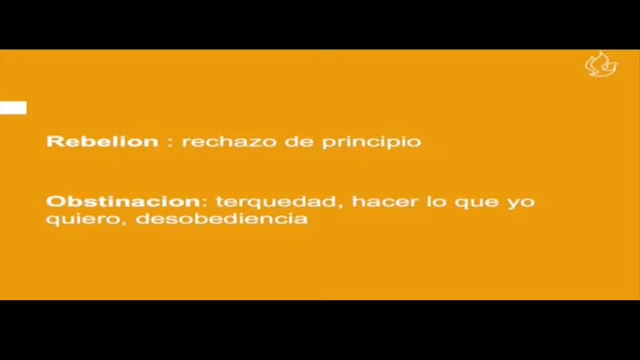 Rebelion : rechazo de principio
Obstinacion: terquedad, hacer lo que yo
quiero, desobediencia